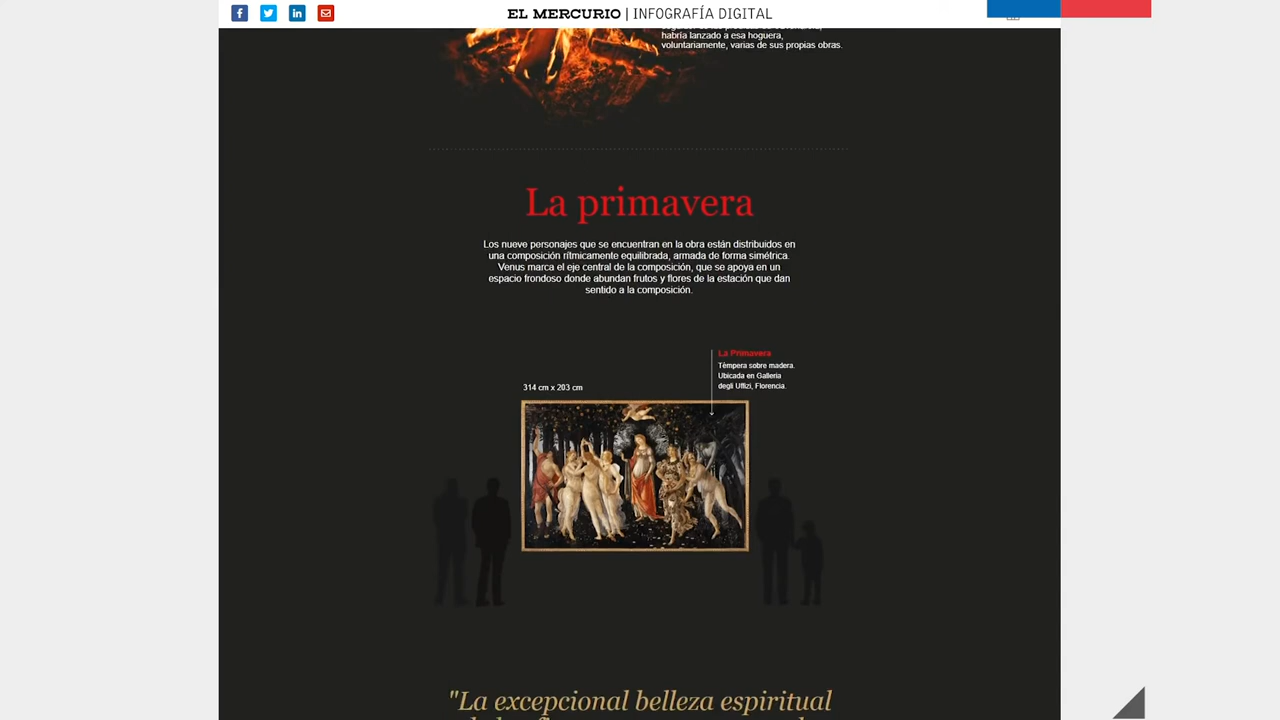 EL MERCURIO | INFOGRAFÍA DIGITAL
habría lanzado a esa hoguera,
voluntariamente, varias de sus propias obras.
La primavera
Los nueve personajes que se encuentran en la obra están distribuidos en
una composición rítmicamente equilibrada, armada de forma simétrica.
Venus marca el eje central de la composición, que se apoya en un
espacio frondoso donde abundan frutos y flores de la estación que dan
sentido a la composición.
La Primavera
Témpera sobre madera.
Ubicada en Galleria
degli Uffizi, Florencia.
314 cm x 203 cm
"La excepcional belleza espiritual